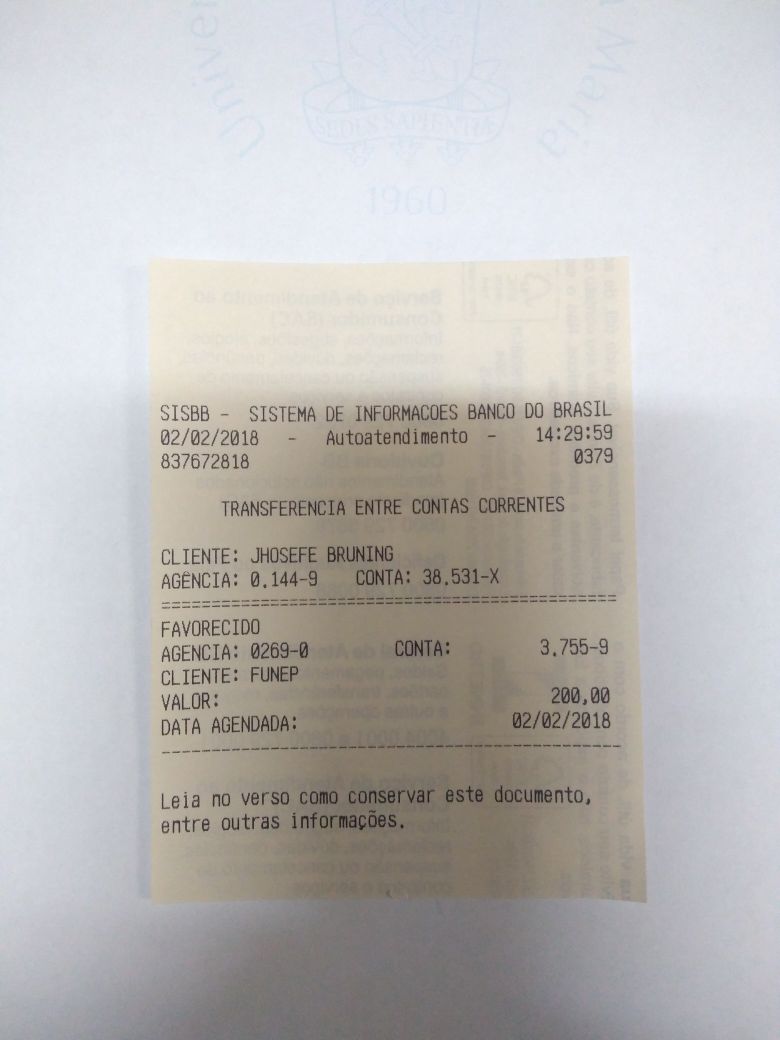 Univer
SEDES SAPIENTIAE
1960
SISBB - SISTEMA DE INFORMACOES BANCO DO BRASIL
02/02/2018 - Autoatendimento - 14:29:59
837672818 0379
TRANSFERENCIA ENTRE CONTAS CORRENTES
CLIENTE: JHOSEFE BRUNING
AGÊNCIA: 0.144-9 CONTA: 38.531-X
================================================
FAVORECIDO
AGENCIA: 0269-0 CONTA: 3.755-9
CLIENTE: FUNEP
VALOR: 200,00
DATA AGENDADA: 02/02/2018
------------------------------------------------
Leia no verso como conservar este documento,
entre outras informações.